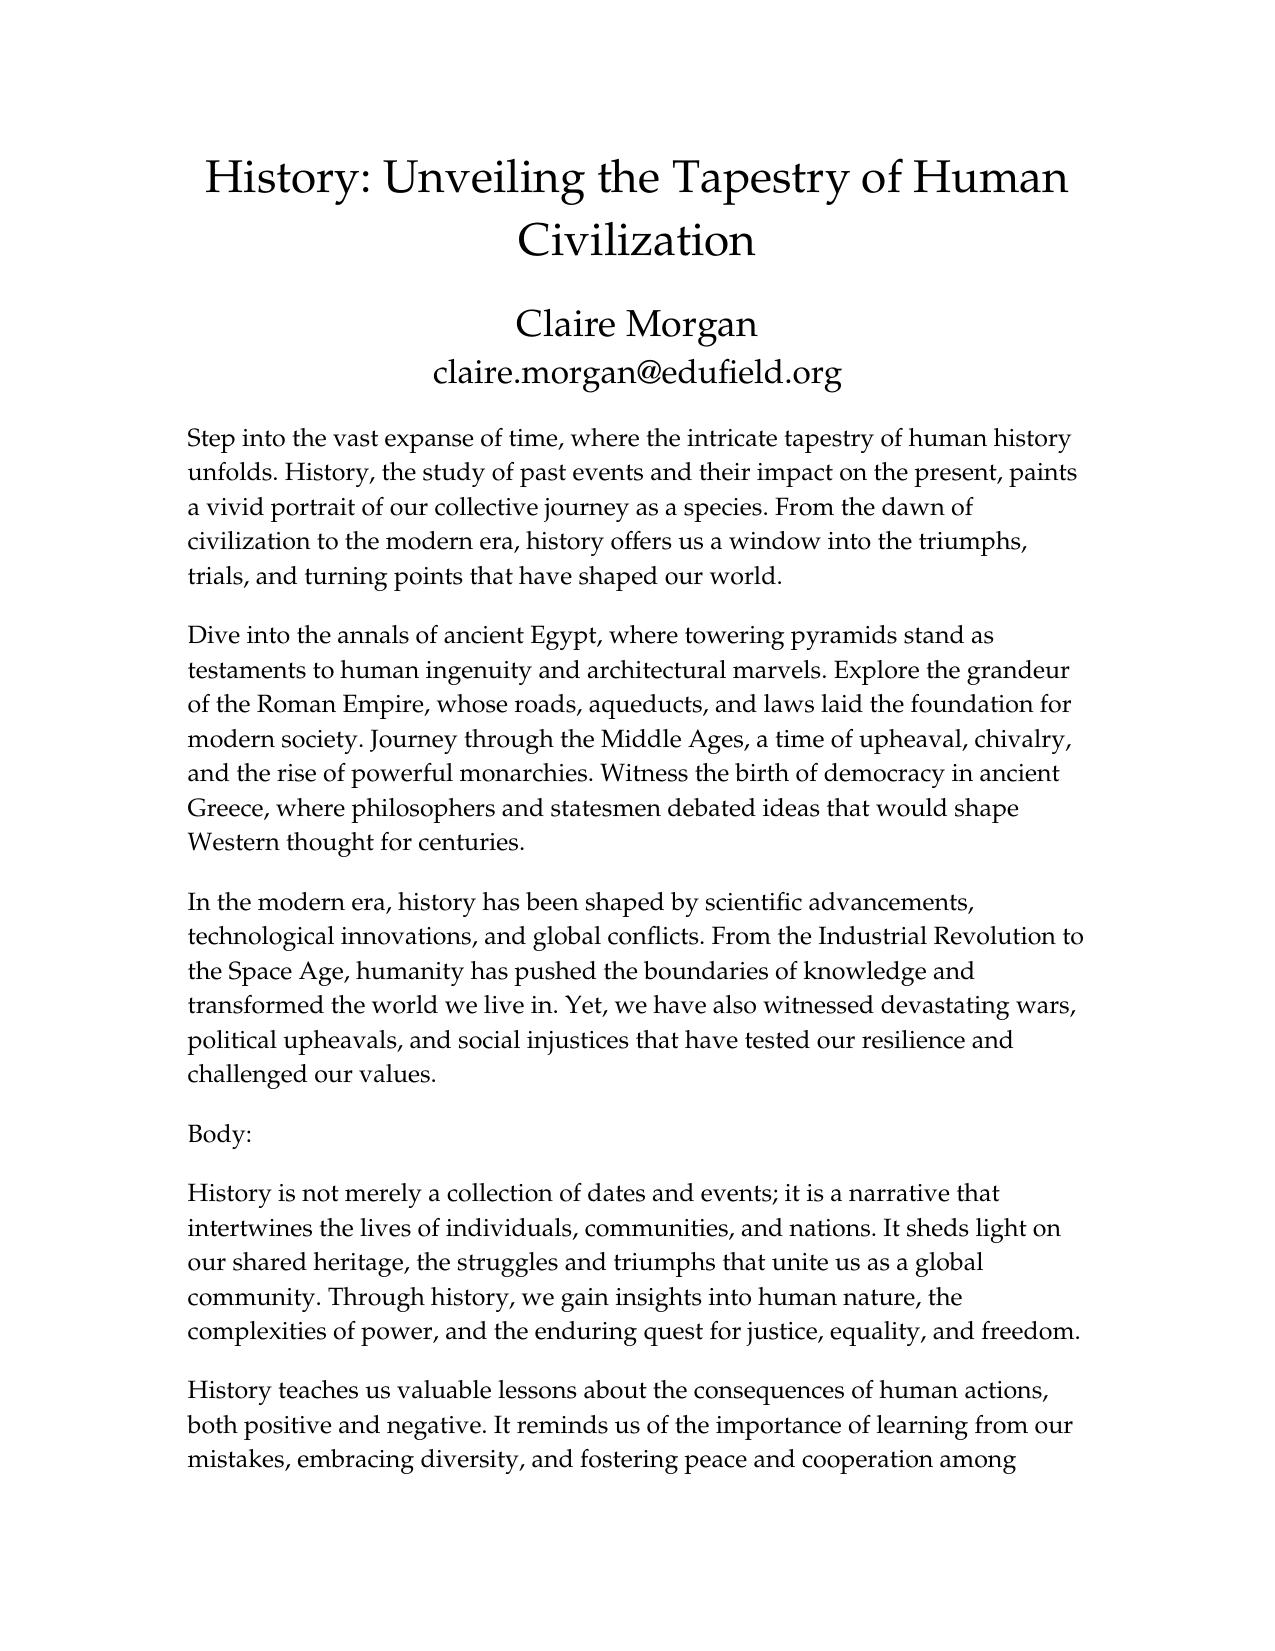 History: Unveiling the Tapestry of Human
Civilization
Claire Morgan
claire.morgan@edufield.org
Step into the vast expanse of time, where the intricate tapestry of human history
unfolds. History, the study of past events and their impact on the present, paints
a vivid portrait of our collective journey as a species. From the dawn of
civilization to the modern era, history offers us a window into the triumphs,
trials, and turning points that have shaped our world.
Dive into the annals of ancient Egypt, where towering pyramids stand as
testaments to human ingenuity and architectural marvels. Explore the grandeur
of the Roman Empire, whose roads, aqueducts, and laws laid the foundation for
modern society. Journey through the Middle Ages, a time of upheaval, chivalry,
and the rise of powerful monarchies. Witness the birth of democracy in ancient
Greece, where philosophers and statesmen debated ideas that would shape
Western thought for centuries.
In the modern era, history has been shaped by scientific advancements,
technological innovations, and global conflicts. From the Industrial Revolution to
the Space Age, humanity has pushed the boundaries of knowledge and
transformed the world we live in. Yet, we have also witnessed devastating wars,
political upheavals, and social injustices that have tested our resilience and
challenged our values.
Body:
History is not merely a collection of dates and events; it is a narrative that
intertwines the lives of individuals, communities, and nations. It sheds light on
our shared heritage, the struggles and triumphs that unite us as a global
community. Through history, we gain insights into human nature, the
complexities of power, and the enduring quest for justice, equality, and freedom.
History teaches us valuable lessons about the consequences of human actions,
both positive and negative. It reminds us of the importance of learning from our
mistakes, embracing diversity, and fostering peace and cooperation among